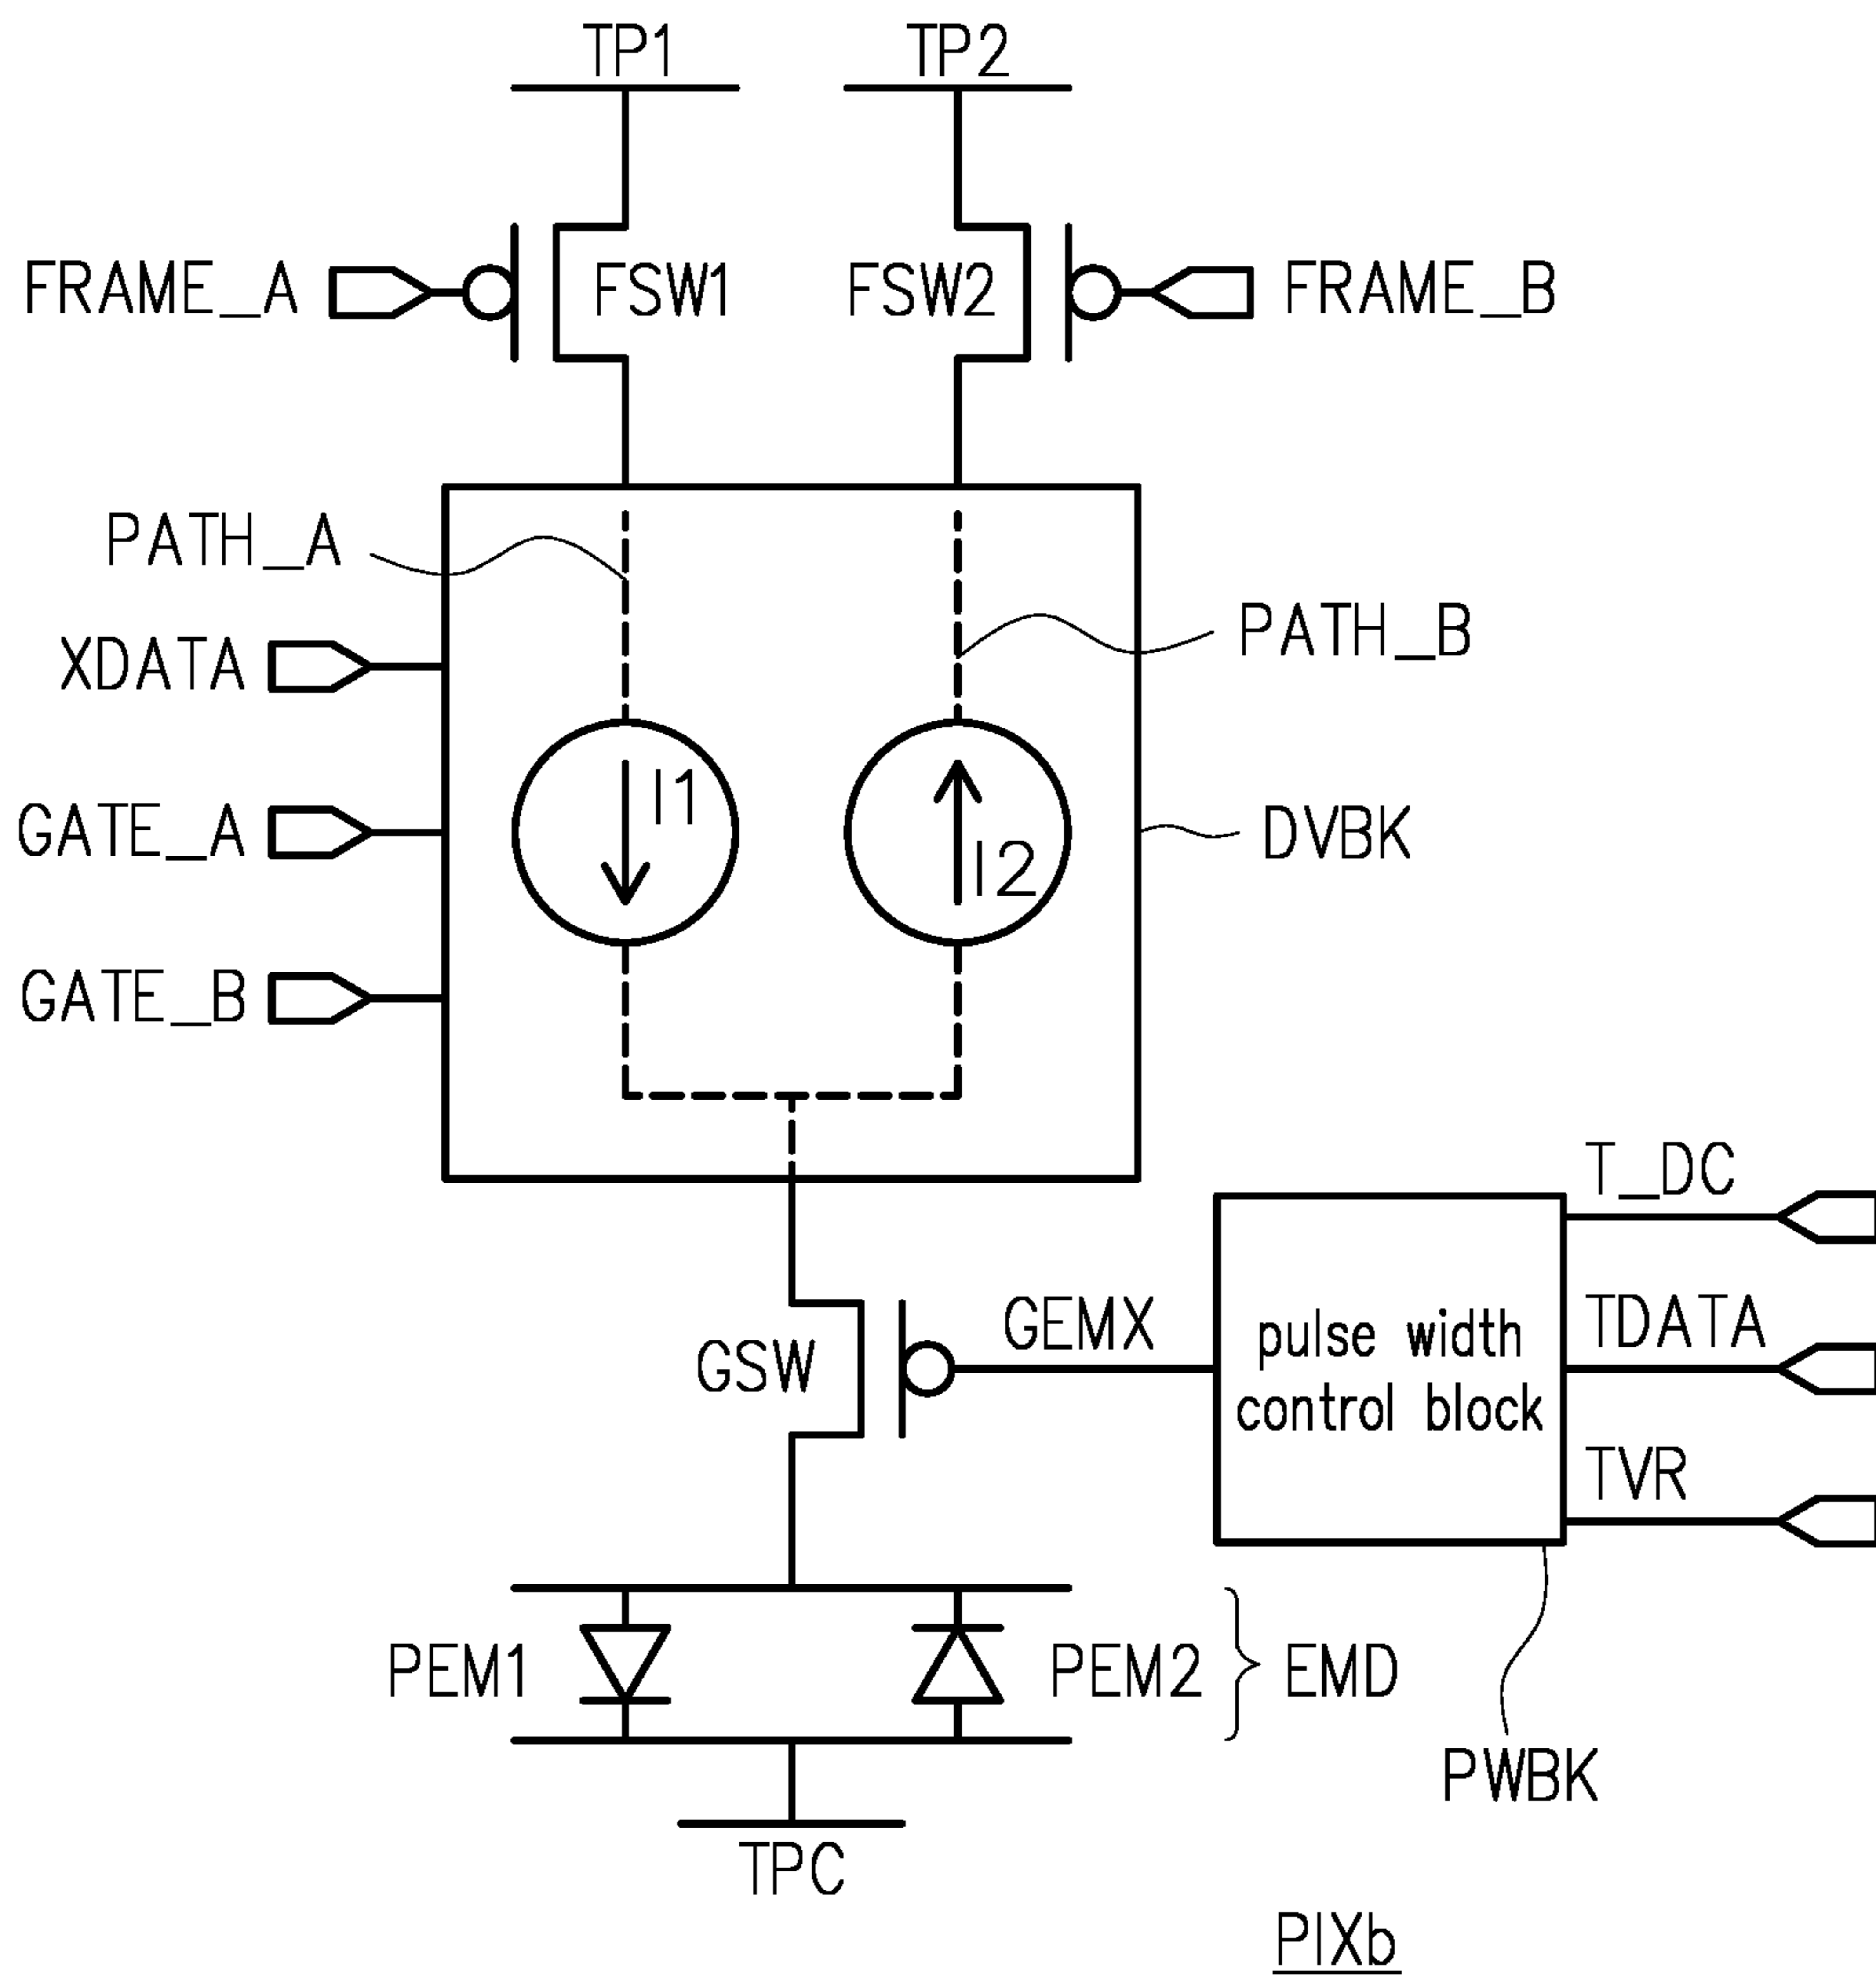 TP1 TP2
FRAME_A FSW1 FSW2 FRAME_B
PATH_A
PATH_B
XDATA
I1
GATE_A DVBK
I2
GATE_B
T_DC
GEMX TDATA
pulse width
GSW
control block
TVR
PEM1 PEM2 EMD
PWBK
TPC
PIXb